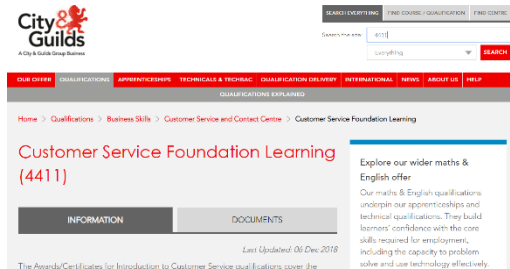 City&
Guilds
A City & Guilds Group Business
SEARCH EVERYTHING FIND COURSE / QUALIFICATION FIND CENTRE
Search the site: 4411
Everything SEARCH
OUR OFFER QUALIFICATIONS APPRENTICESHIPS TECHNICALS & TECHBAC QUALIFICATION DELIVERY INTERNATIONAL NEWS ABOUT US HELP
QUALIFICATIONS EXPLAINED
Home > Qualifications > Business Skills > Customer Service and Contact Centre > Customer Service Foundation Learning
Customer Service Foundation Learning
(4411)
INFORMATION DOCUMENTS
Last Updated: 06 Dec 2018
The Awards/Certificates for Introduction to Customer Service qualifications cover the
Explore our wider maths &
English offer
Our maths & English qualifications
underpin our apprenticeships and
technical qualifications. They build
learners' confidence with the core
skills required for employment,
including the capacity to problem
solve and use technology effectively.